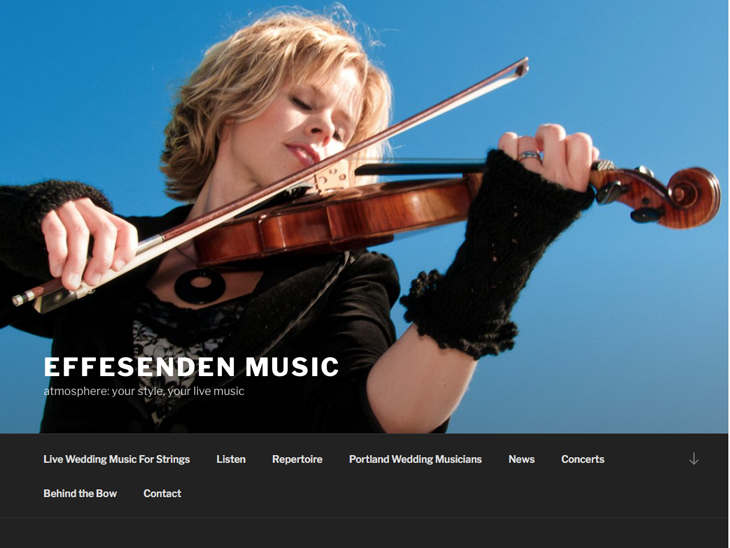 EFFESENDEN MUSIC
atmosphere: your style, your live music
Live Wedding Music For Strings Listen Repertoire Portland Wedding Musicians News Concerts
Behind the Bow Contact